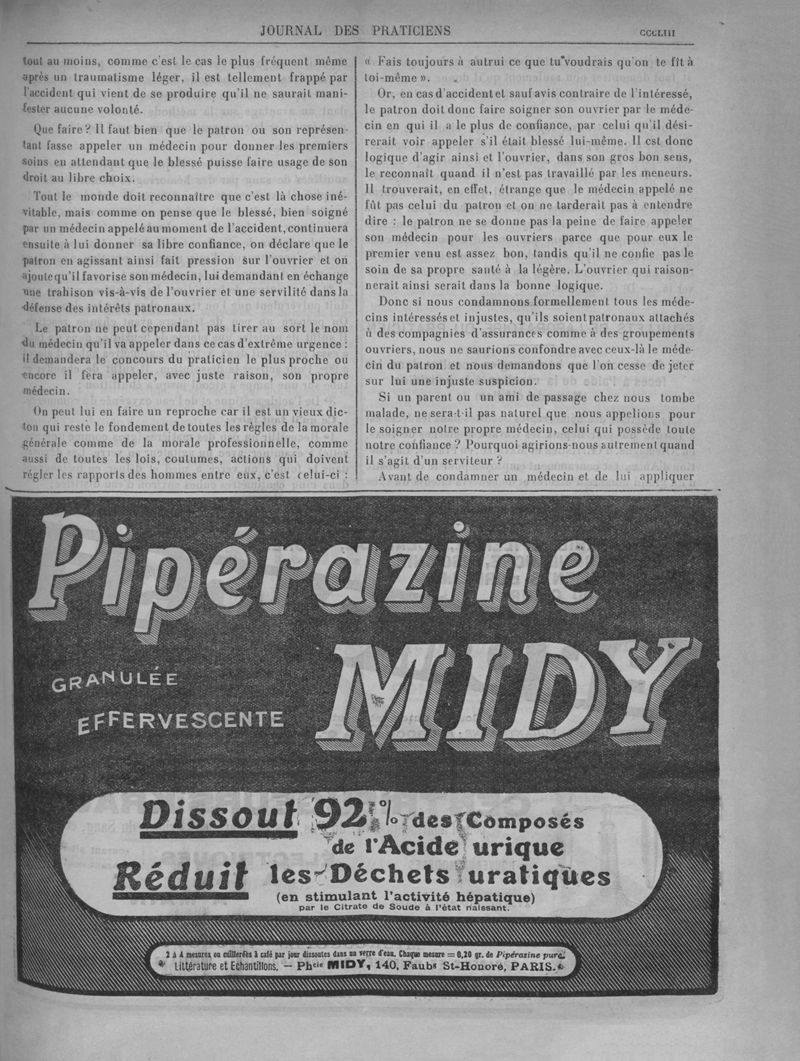 JOURNAL DES PRATICIENS
CCCLIII
tout au moins, comme c'est le cas le plus fréquent même
après un traumatisme léger, il est tellement frappé par
l'accident qui vient de se produire qu'il ne saurait mani-
fester aucune volonté.
Que faire ? Il faut bien que le patron ou son représen-
tant fasse appeler un médecin pour donner les premiers
soins en attendant que le blessé puisse faire usage de son
droit au libre choix.
Tout le monde doit reconnaître que c'est là chose iné-
vitable, mais comme on pense que le blessé, bien soigné
par un médecin appelé au moment de l'accident, continuera
ensuite à lui donner sa libre confiance, on déclare que le
patron en agissant ainsi fait pression sur l'ouvrier et on
ajoute qu'il favorise son médecin, lui demandant en échange
une trahison vis-à-vis de l'ouvrier et une servilité dans la
défense des intérêts patronaux.
Le patron ne peut cependant pas tirer au sort le nom
du médecin qu'il va appeler dans ce cas d'extrême urgence :
il demandera le concours du praticien le plus proche ou
encore il fera appeler, avec juste raison, son propre
médecin.
On peut lui en faire un reproche car il est un vieux dic-
ton qui reste le fondement de toutes les règles de la morale
générale comme de la morale professionnelle, comme
aussi de toutes les lois, coutumes, actions qui doivent
régler les rapports des hommes entre eux, c'est celui-ci :
« Fais toujours à autrui ce que tu voudrais qu'on te fît à
toi-même ».
Or, en cas d'accident et sauf avis contraire de l'intéressé,
le patron doit donc faire soigner son ouvrier par le méde-
cin en qui il a le plus de confiance, par celui qu'il dési-
rerait voir appeler s'il était blessé lui-même. Il est donc
logique d'agir ainsi et l'ouvrier, dans son gros bon sens,
le reconnaît quand il n'est pas travaillé par les meneurs.
Il trouverait, en effet, étrange que le médecin appelé ne
fût pas celui du patron et on ne tarderait pas à entendre
dire : le patron ne se donne pas la peine de faire appeler
son médecin pour les ouvriers parce que pour eux le
premier venu est assez bon, tandis qu'il ne confie pas le
soin de sa propre santé à la légère. L'ouvrier qui raison-
nerait ainsi serait dans la bonne logique.
Donc si nous condamnons formellement tous les méde-
cins intéressés et injustes, qu'ils soient patronaux attachés
à des compagnies d'assurances comme à des groupements
ouvriers, nous ne saurions confondre avec ceux-là le méde-
cin du patron et nous demandons que l'on cesse de jeter
sur lui une injuste suspicion.
Si un parent ou un ami de passage chez nous tombe
malade, ne sera-t-il pas naturel que nous appelions pour
le soigner notre propre médecin, celui qui possède toute
notre confiance ? Pourquoi agirions-nous autrement quand
il s'agit d'un serviteur ?
Avant de condamner un médecin et de lui appliquer
Pipérazine
MIDY
GRANULÉE
EFFERVESCENTE
Dissout 92% des Composés
de l'Acide urique
Réduit les Déchets uratiques
(en stimulant l'activité hépatique)
par le Citrate de Soude à l'état naissant.
2 à 4 mesures ou cuillerées à café par jour dissoutes dans un verre d'eau. Chaque mesure = 0,20 gr. de Pipérazine pure.
Littérature et Echantillons. — Phcie MIDY, 140, Faubg St-Honoré, PARIS.